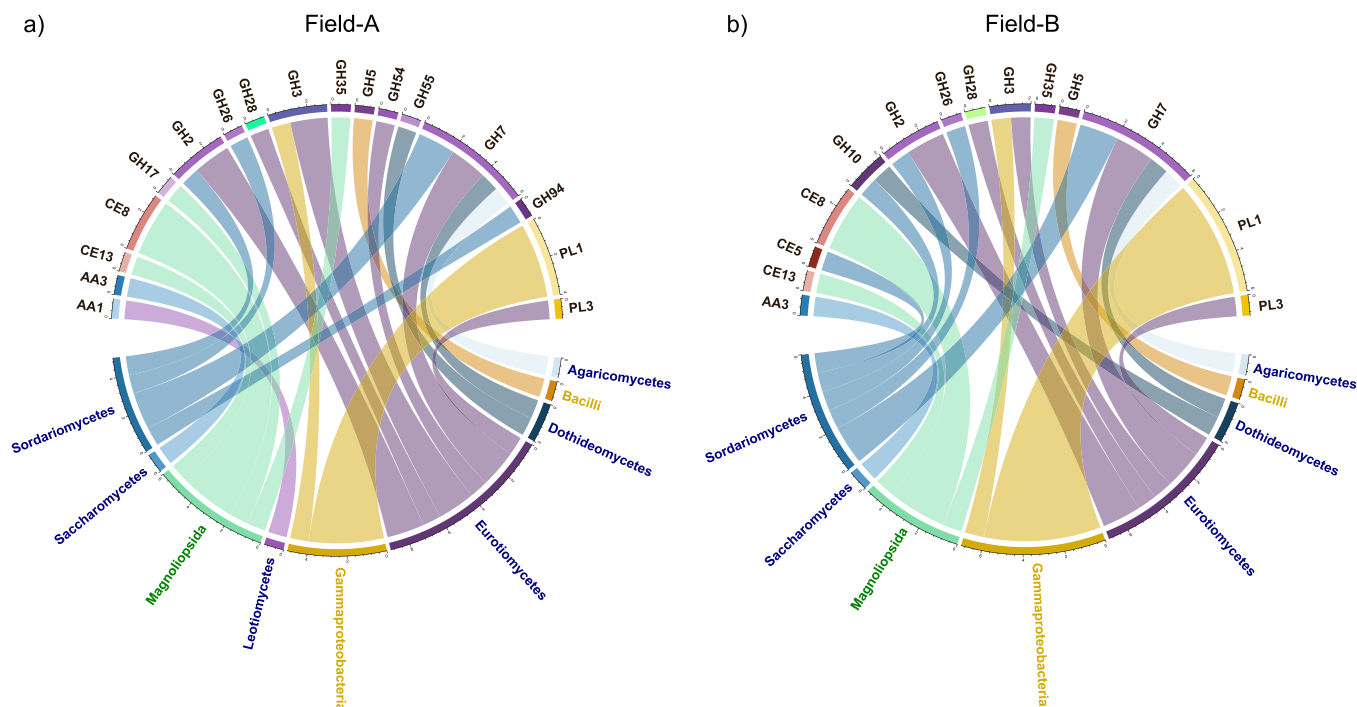 a)
Field-A
AA1
AA3
CE13
CE8
GH17
GH2
GH26
GH28
GH3
GH35
GH5
GH54
GH55
GH7
GH94
PL1
PL3
Agaricomycetes
Bacilli
Dothideomycetes
Eurotiomycetes
Gammaproteobacteria
Leotiomycetes
Magnoliopsida
Saccharomycetes
Sordariomycetes
b)
Field-B
AA3
CE13
CE5
CE8
GH10
GH2
GH26
GH28
GH3
GH35
GH5
GH7
PL1
PL3
Agaricomycetes
Bacilli
Dothideomycetes
Eurotiomycetes
Gammaproteobacteria
Magnoliopsida
Saccharomycetes
Sordariomycetes